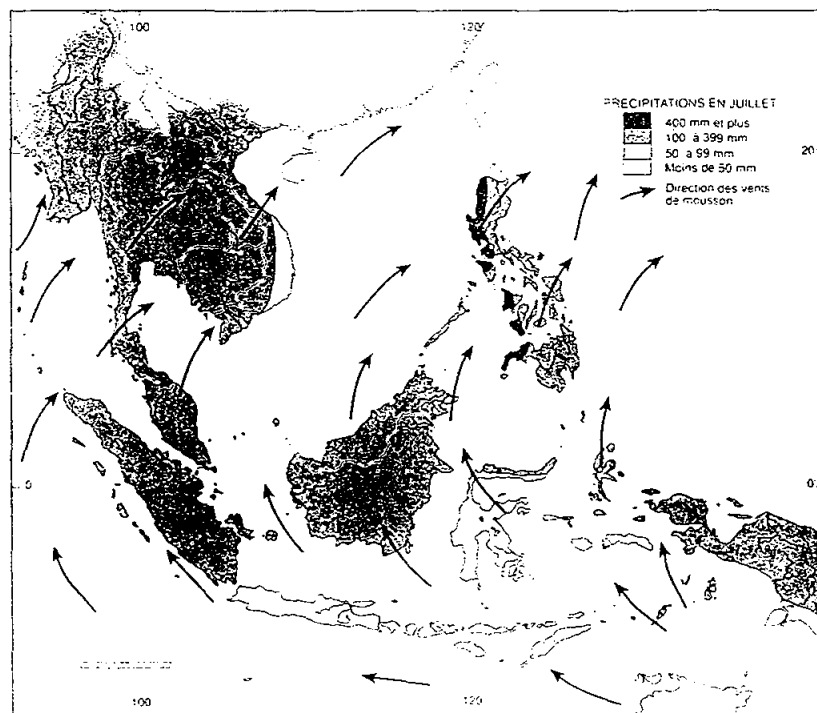 100
120
PRECIPITATIONS EN JUILLET
400 mm et plus
100 à 399 mm
50 à 99 mm
Moins de 50 mm
Direction des vents
de mousson
20
20
0
0
100
120